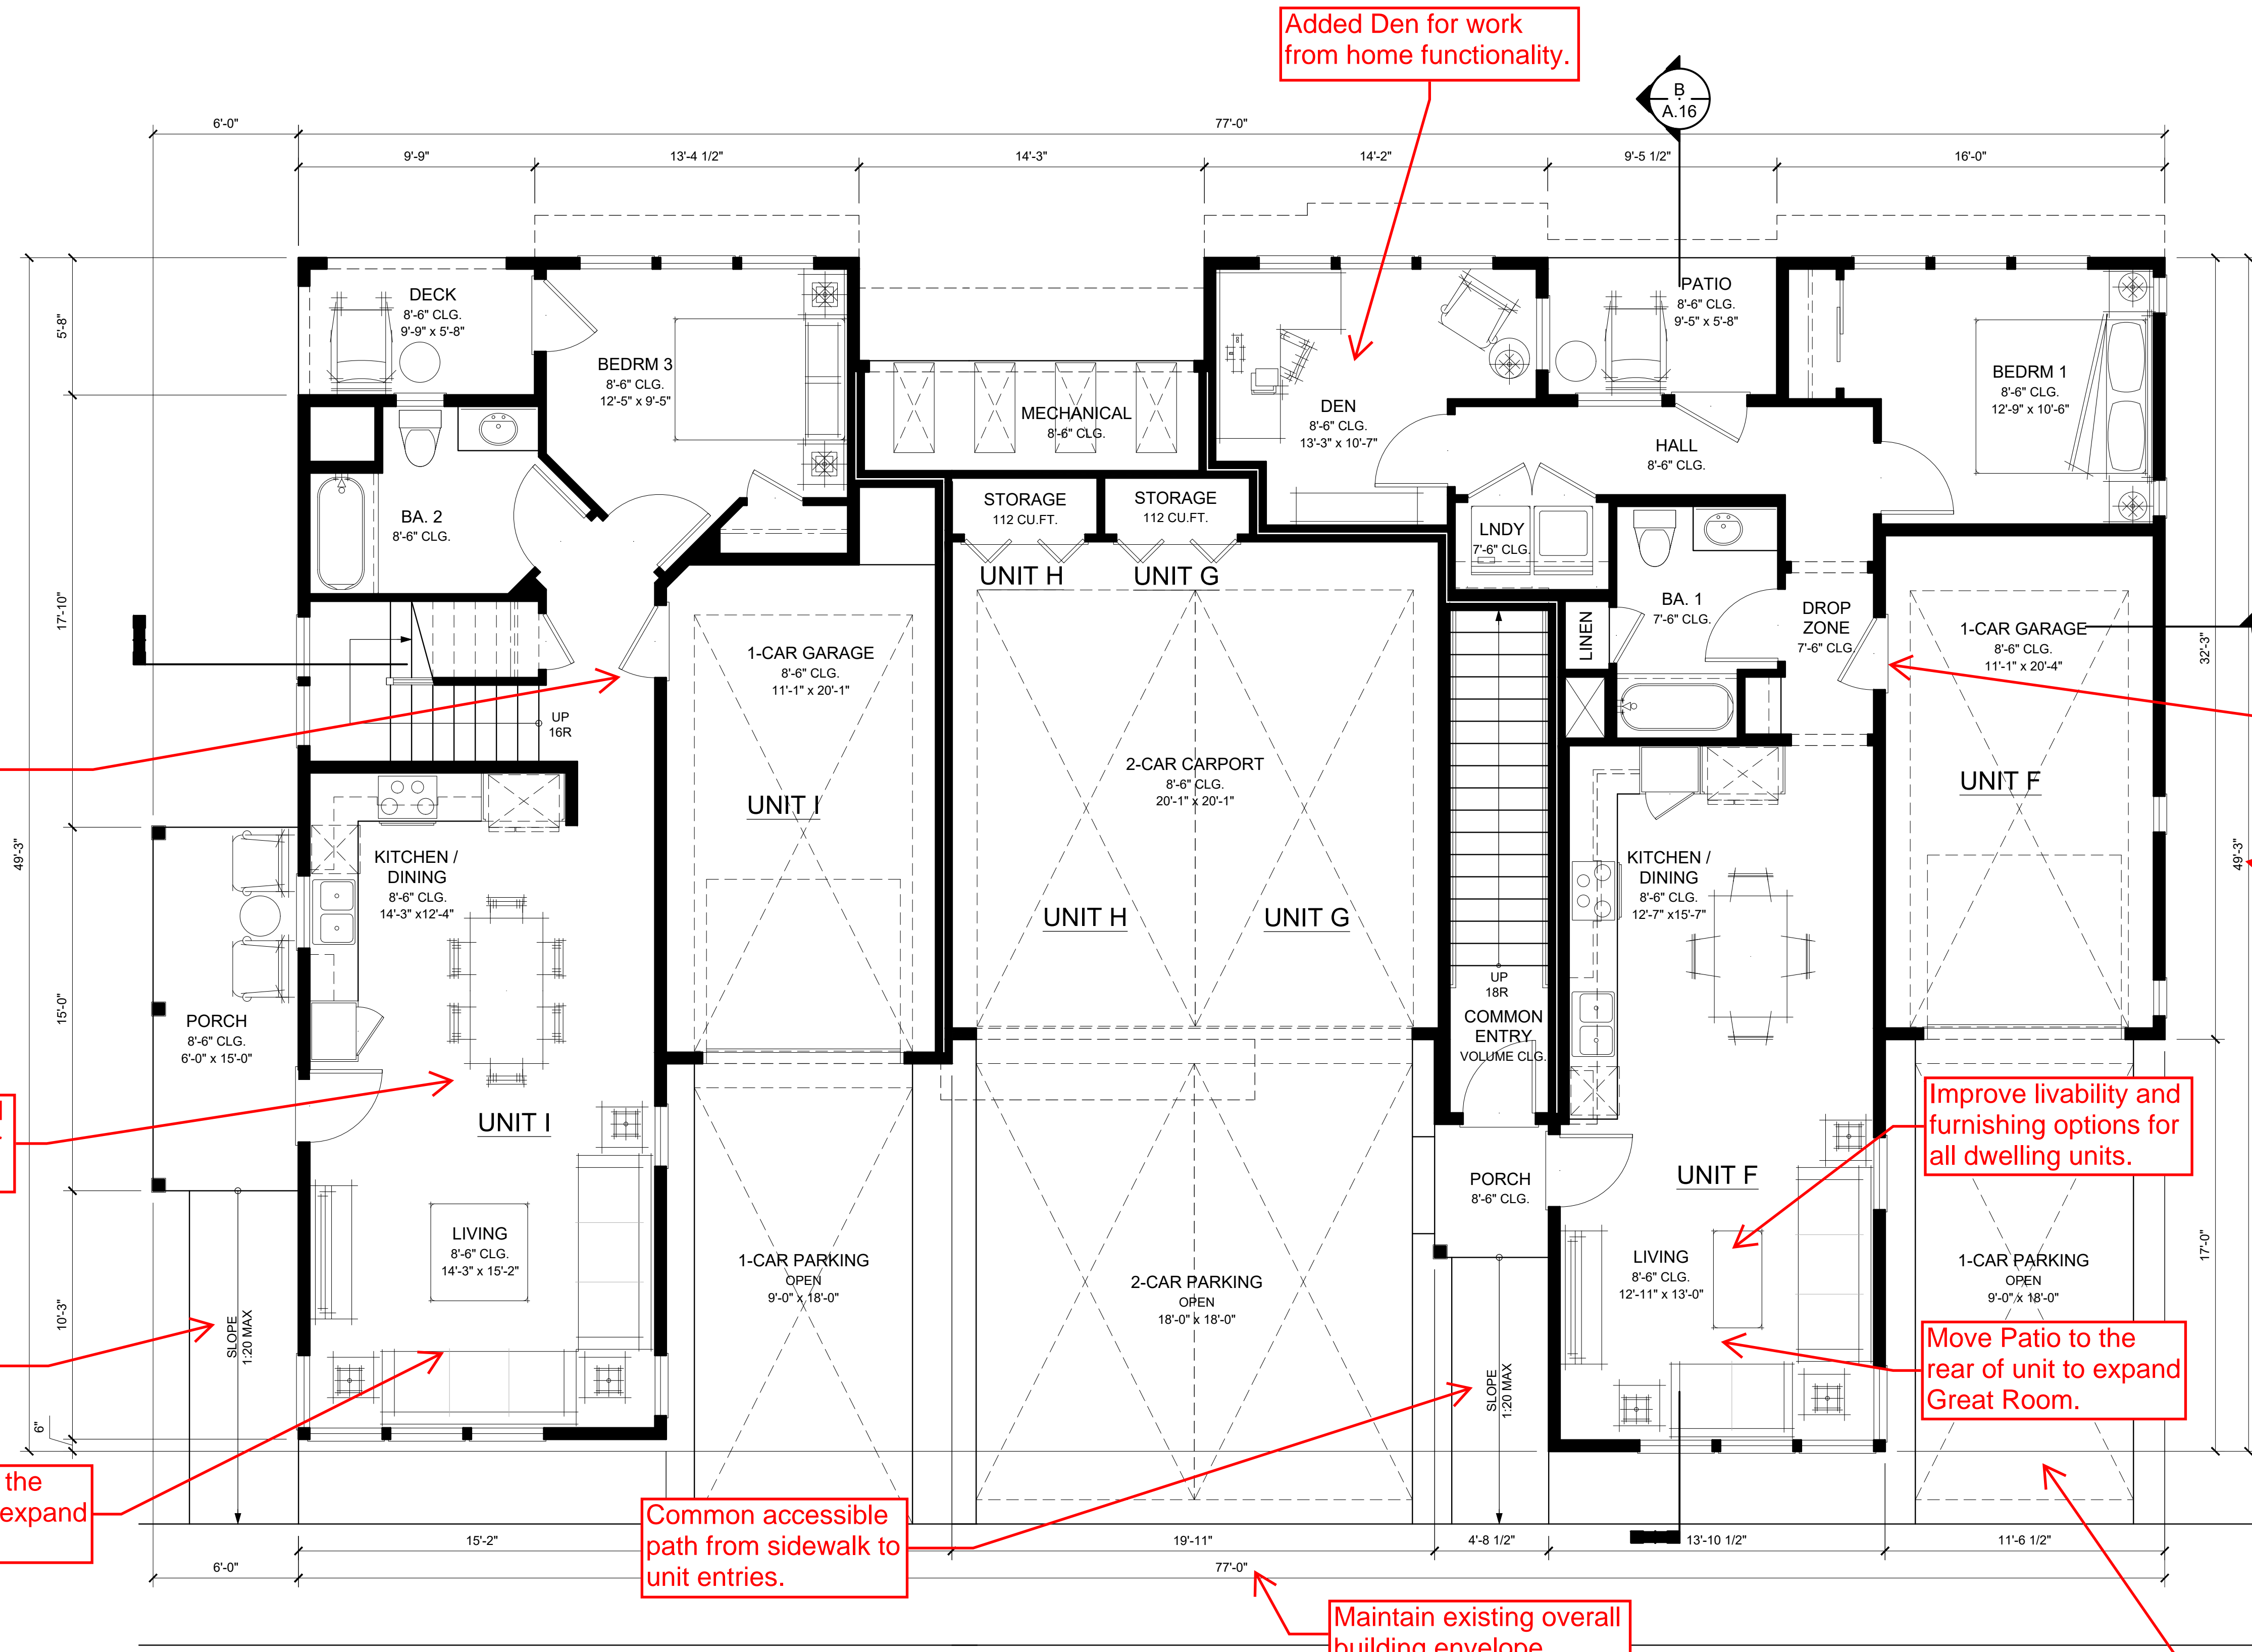 Added Den for work
from home functionality.
B
A.16
6'-0"
77'-0"
9'-9"
13'-4 1/2"
14'-3"
14'-2"
9'-5 1/2"
16'-0"
DECK
8'-6" CLG.
9'-9" x 5'-8"
BEDRM 3
8'-6" CLG.
12'-5" x 9'-5"
MECHANICAL
8'-6" CLG.
DEN
8'-6" CLG.
13'-3" x 10'-7"
PATIO
8'-6" CLG.
9'-5" x 5'-8"
BEDRM 1
8'-6" CLG.
12'-9" x 10'-6"
HALL
8'-6" CLG.
5'-8"
17'-10"
49'-3"
15'-0"
10'-3"
6"
BA. 2
8'-6" CLG.
STORAGE
112 CU.FT.
STORAGE
112 CU.FT.
UNIT H
UNIT G
LNDY
7'-6" CLG.
BA. 1
7'-6" CLG.
LINEN
DROP
ZONE
7'-6" CLG.
1-CAR GARAGE
8'-6" CLG.
11'-1" x 20'-4"
32'-3"
49'-3"
17'-0"
1-CAR GARAGE
8'-6" CLG.
11'-1" x 20'-1"
UP
16R
2-CAR CARPORT
8'-6" CLG.
20'-1" x 20'-1"
UNIT I
UNIT F
KITCHEN /
DINING
8'-6" CLG.
14'-3" x12'-4"
KITCHEN /
DINING
8'-6" CLG.
12'-7" x15'-7"
UNIT H
UNIT G
UP
18R
COMMON
ENTRY
VOLUME CLG.
PORCH
8'-6" CLG.
6'-0" x 15'-0"
UNIT I
Improve livability and
furnishing options for
all dwelling units.
PORCH
8'-6" CLG.
UNIT F
LIVING
8'-6" CLG.
14'-3" x 15'-2"
1-CAR PARKING
OPEN
9'-0" x 18'-0"
2-CAR PARKING
OPEN
18'-0" x 18'-0"
LIVING
8'-6" CLG.
12'-11" x 13'-0"
1-CAR PARKING
OPEN
9'-0" x 18'-0"
SLOPE
1:20 MAX
SLOPE
1:20 MAX
Move Patio to the
rear of unit to expand
Great Room.
the
expand
Common accessible
path from sidewalk to
unit entries.
15'-2"
19'-11"
4'-8 1/2"
13'-10 1/2"
11'-6 1/2"
6'-0"
77'-0"
Maintain existing overall
building envelope